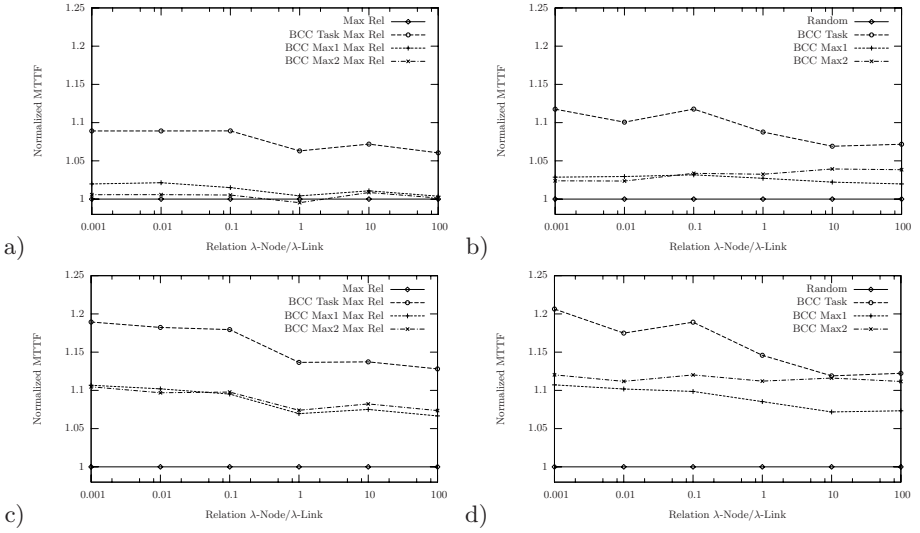 1.25
1.2
1.15
1.1
1.05
1
Normalized MTTF
Max Rel
BCC Task Max Rel
BCC Max1 Max Rel
BCC Max2 Max Rel
0.001 0.01 0.1 1 10 100
Relation λ-Node/λ-Link
a)
1.25
1.2
1.15
1.1
1.05
1
Normalized MTTF
Random
BCC Task
BCC Max1
BCC Max2
0.001 0.01 0.1 1 10 100
Relation λ-Node/λ-Link
b)
1.25
1.2
1.15
1.1
1.05
1
Normalized MTTF
Max Rel
BCC Task Max Rel
BCC Max1 Max Rel
BCC Max2 Max Rel
0.001 0.01 0.1 1 10 100
Relation λ-Node/λ-Link
c)
1.25
1.2
1.15
1.1
1.05
1
Normalized MTTF
Random
BCC Task
BCC Max1
BCC Max2
0.001 0.01 0.1 1 10 100
Relation λ-Node/λ-Link
d)